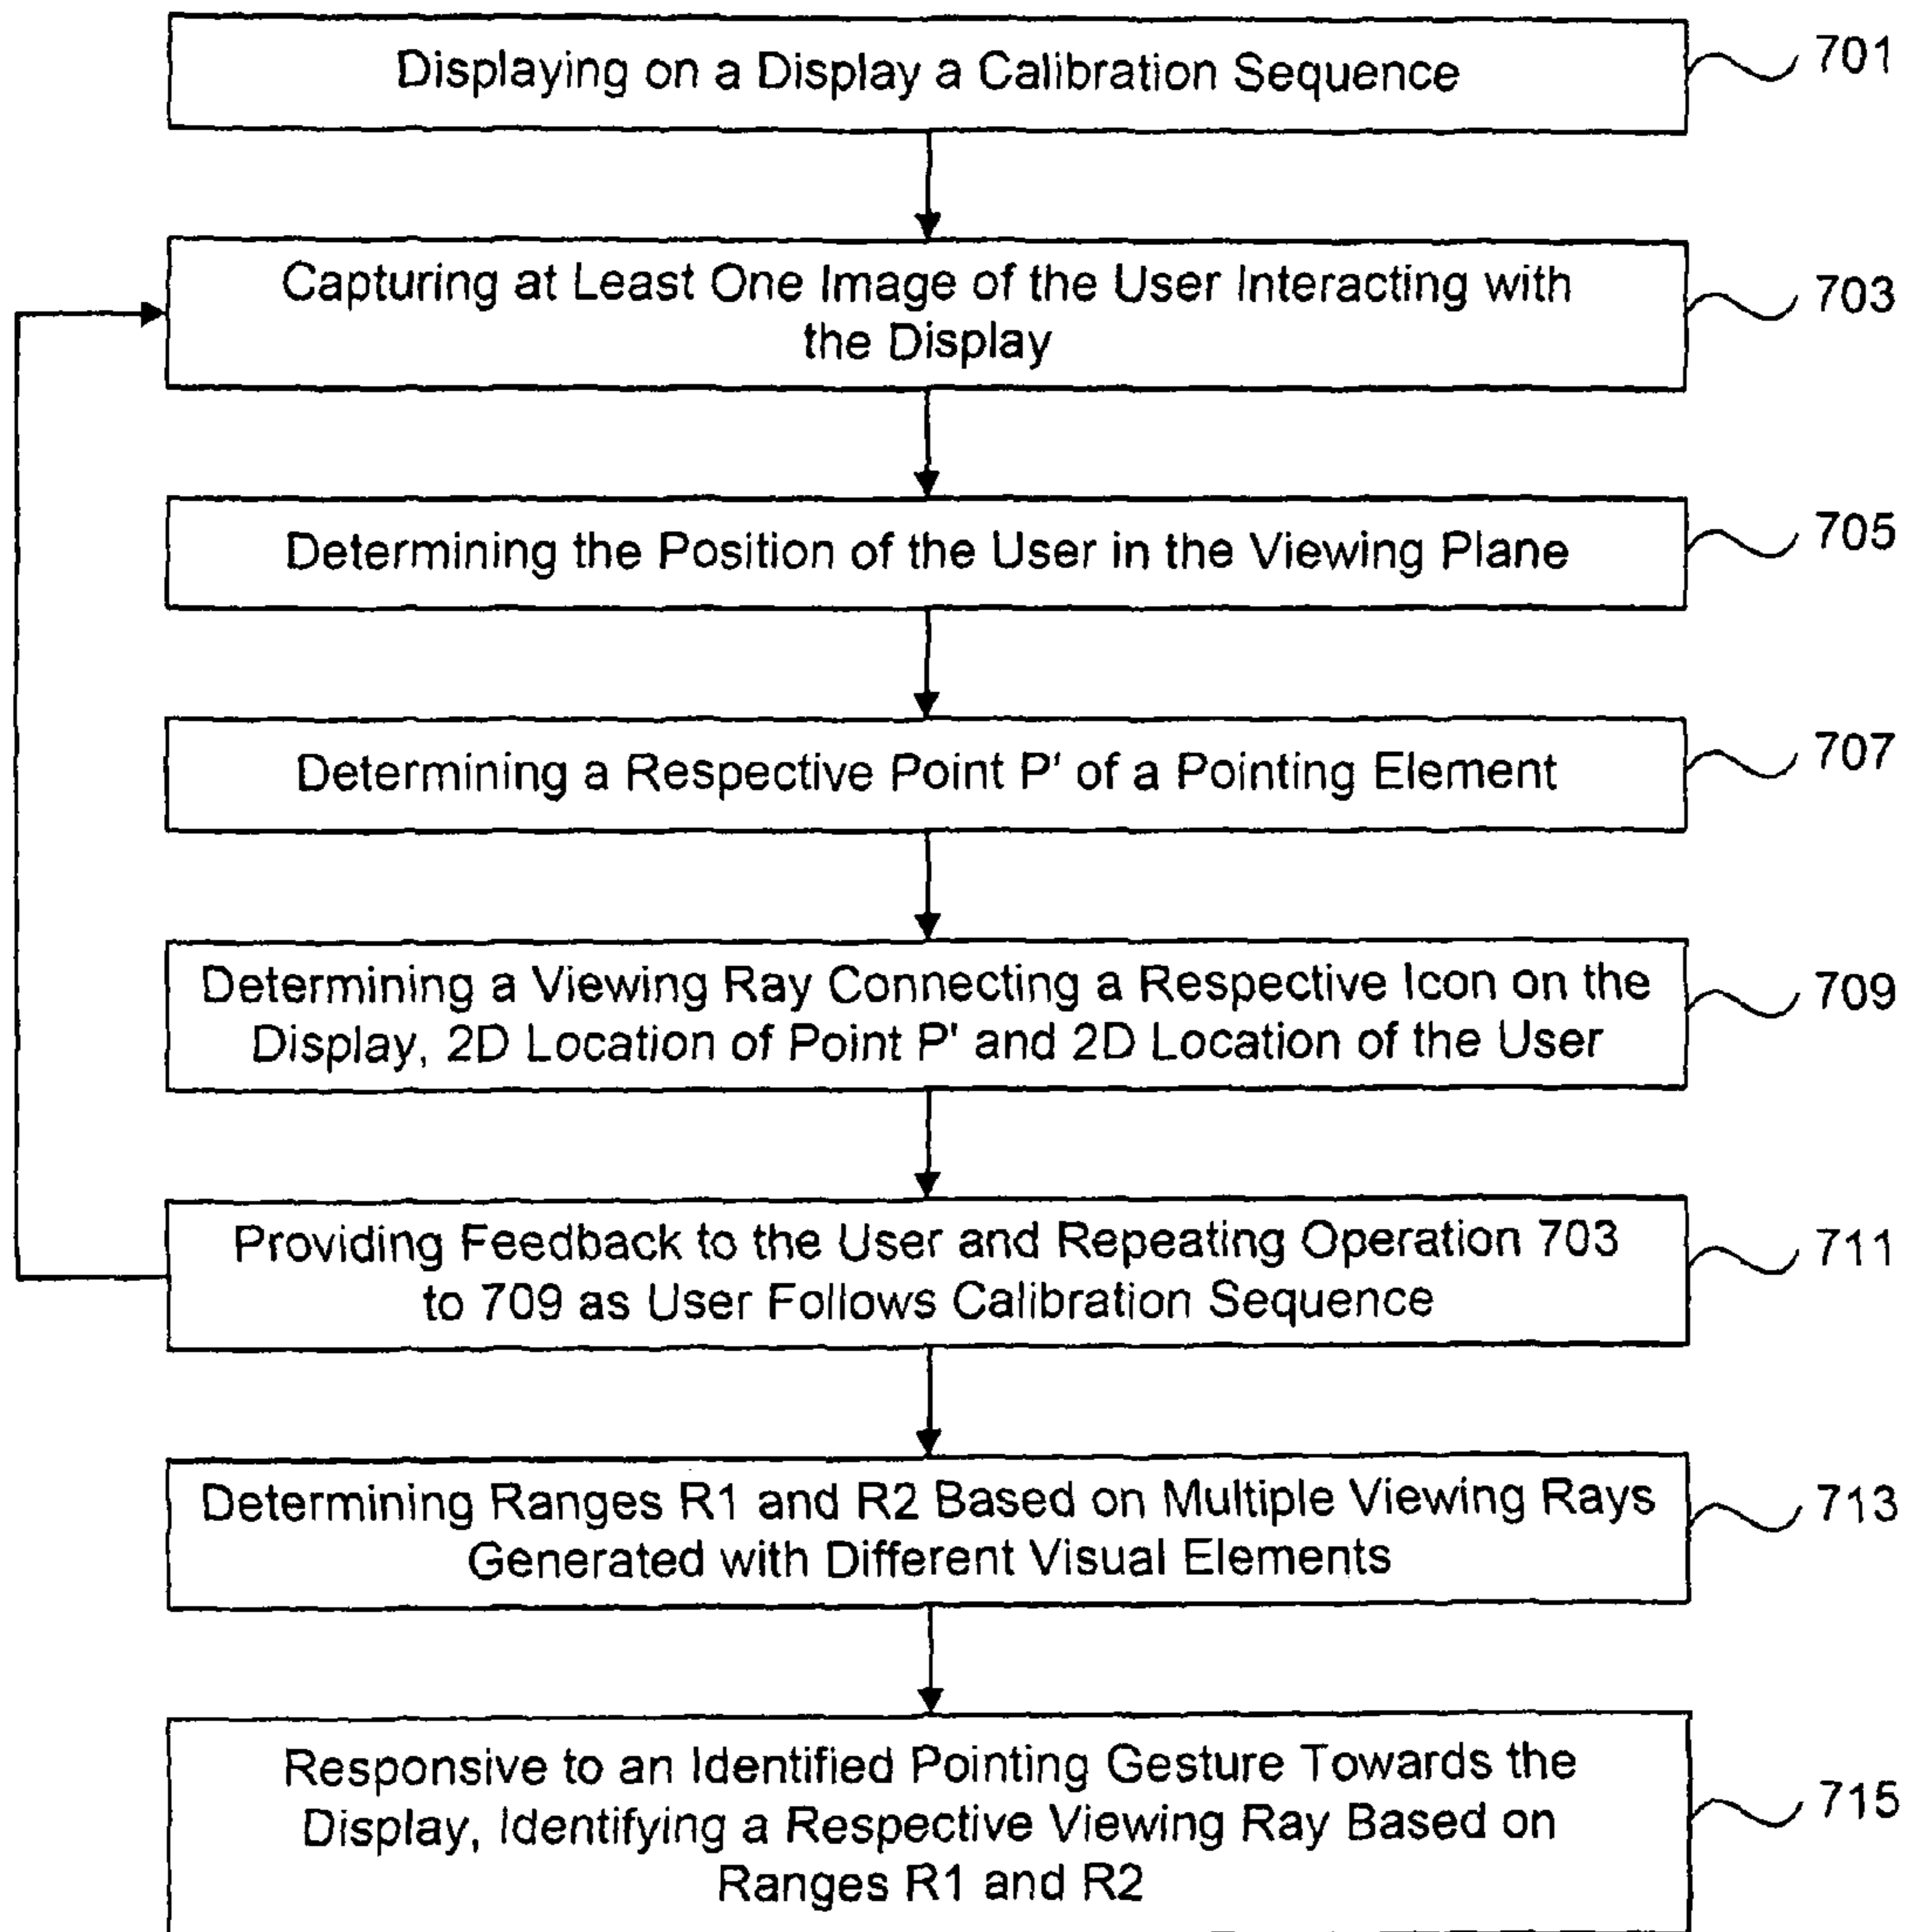 Displaying on a Display a Calibration Sequence
701
Capturing at Least One Image of the User Interacting with
the Display
703
Determining the Position of the User in the Viewing Plane
705
Determining a Respective Point P' of a Pointing Element
707
Determining a Viewing Ray Connecting a Respective Icon on the
Display, 2D Location of Point P' and 2D Location of the User
709
Providing Feedback to the User and Repeating Operation 703
to 709 as User Follows Calibration Sequence
711
Determining Ranges R1 and R2 Based on Multiple Viewing Rays
Generated with Different Visual Elements
713
Responsive to an Identified Pointing Gesture Towards the
Display, Identifying a Respective Viewing Ray Based on
Ranges R1 and R2
715